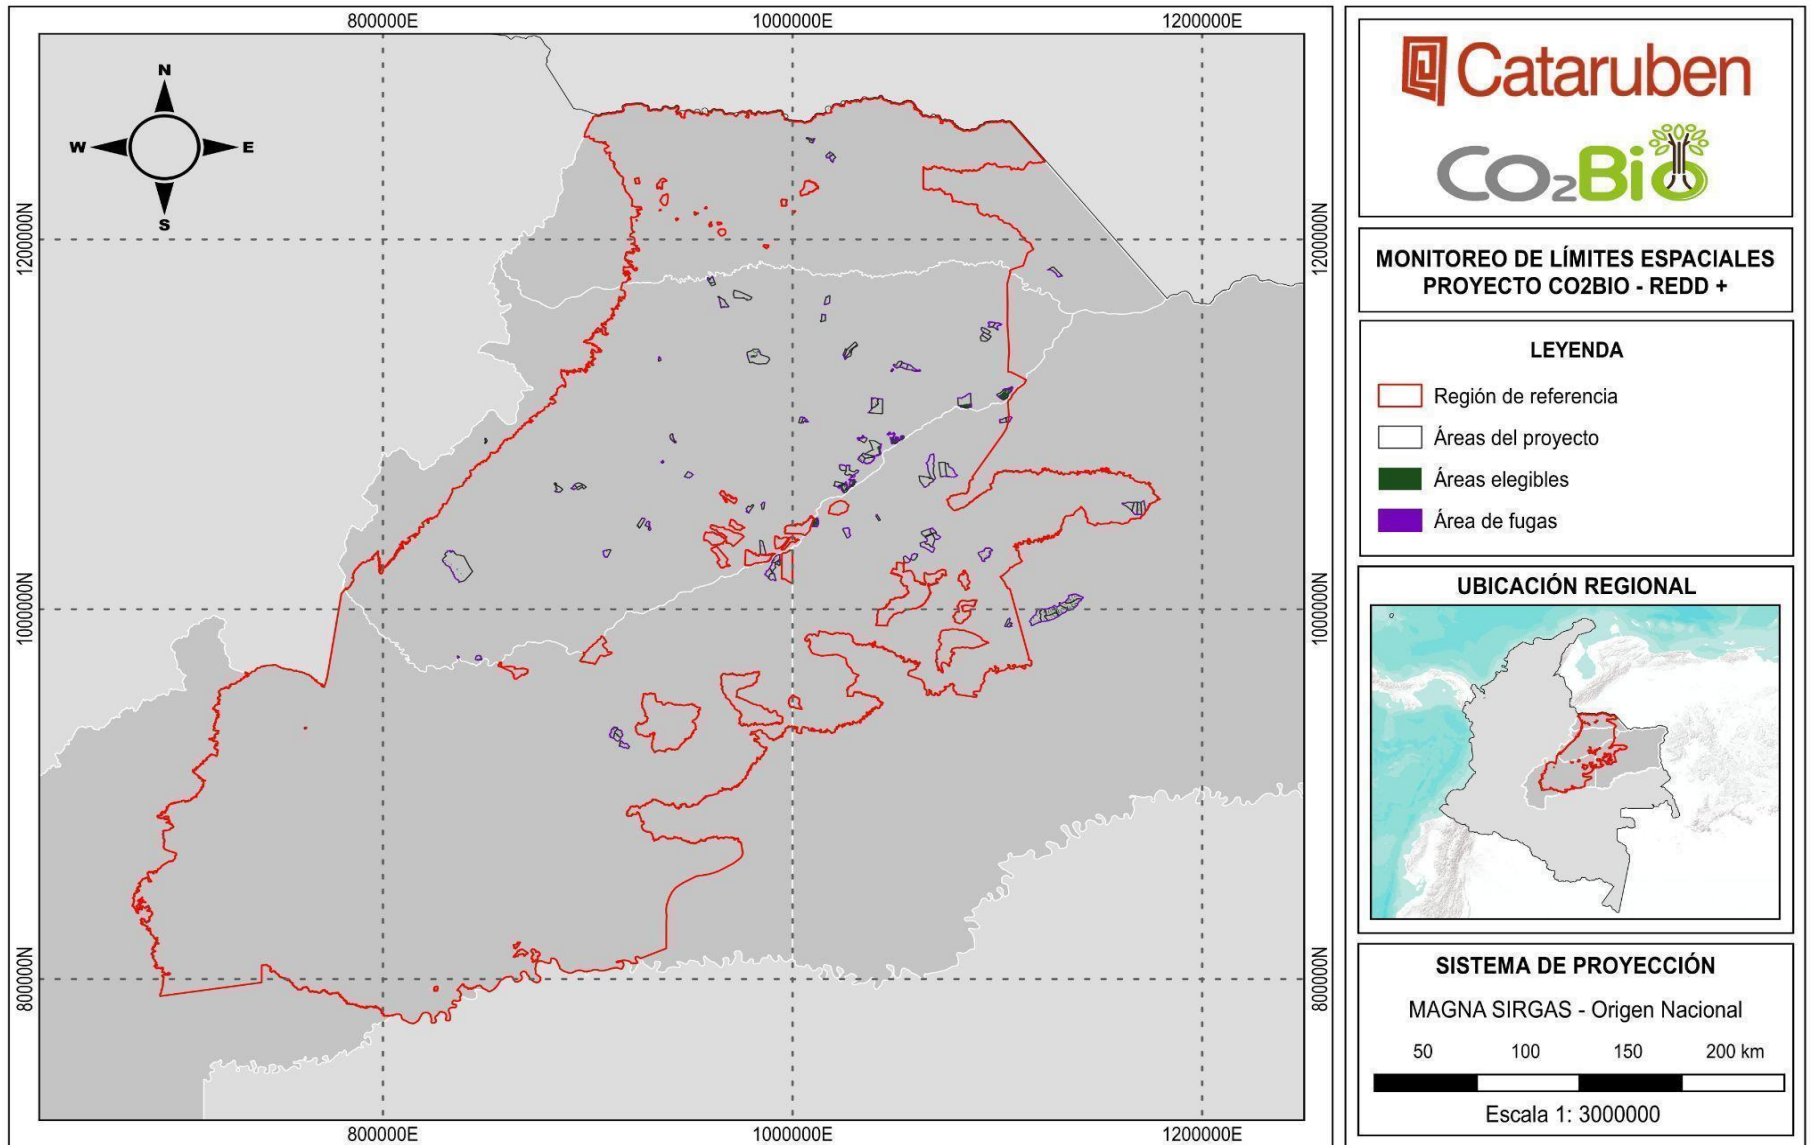 800000E
1000000E
1200000E
N
W
E
S
1200000N
1200000N
1000000N
1000000N
800000N
800000N
800000E
1000000E
1200000E
Cataruben
CO2Bio
MONITOREO DE LÍMITES ESPACIALES
PROYECTO CO2BIO - REDD +
LEYENDA
Región de referencia
Áreas del proyecto
Áreas elegibles
Área de fugas
UBICACIÓN REGIONAL
SISTEMA DE PROYECCIÓN
MAGNA SIRGAS - Origen Nacional
50 100 150 200 km
Escala 1: 3000000